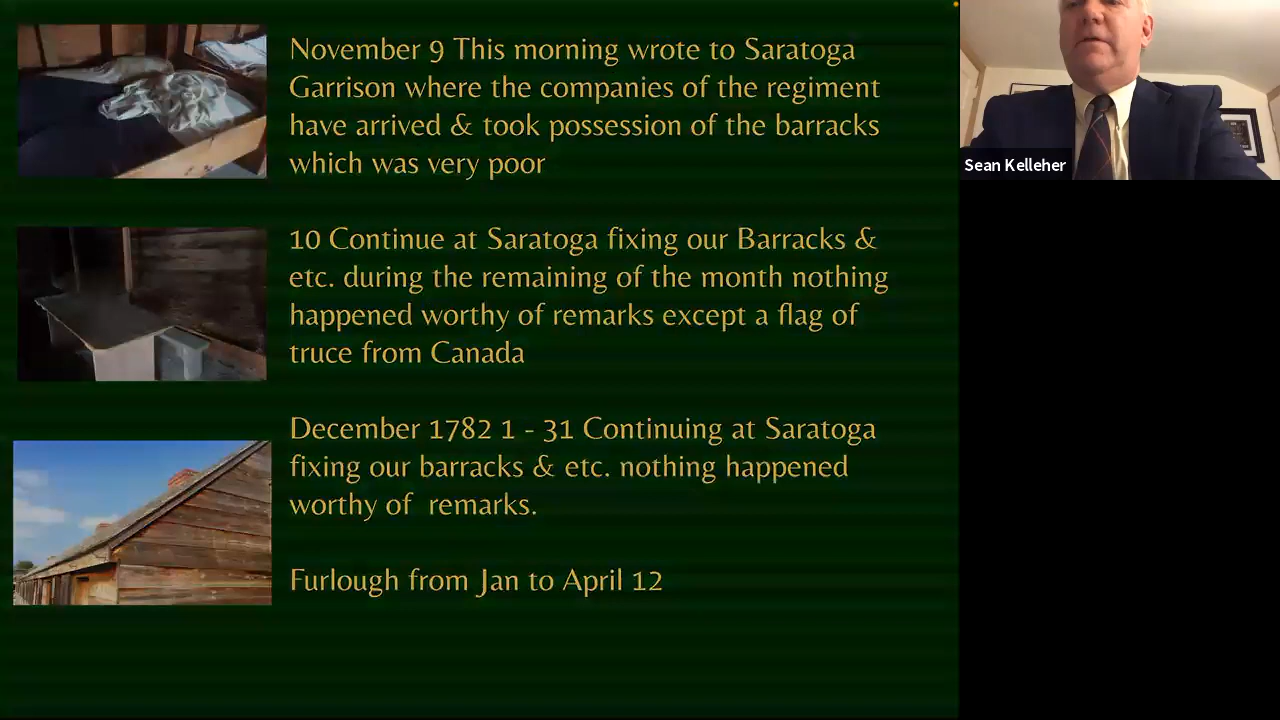 November 9 This morning wrote to Saratoga
Garrison where the companies of the regiment
have arrived & took possession of the barracks
which was very poor
10 Continue at Saratoga fixing our Barracks &
etc. during the remaining of the month nothing
happened worthy of remarks except a flag of
truce from Canada
December 1782 1 - 31 Continuing at Saratoga
fixing our barracks & etc. nothing happened
worthy of remarks.
Furlough from Jan to April 12
Sean Kelleher